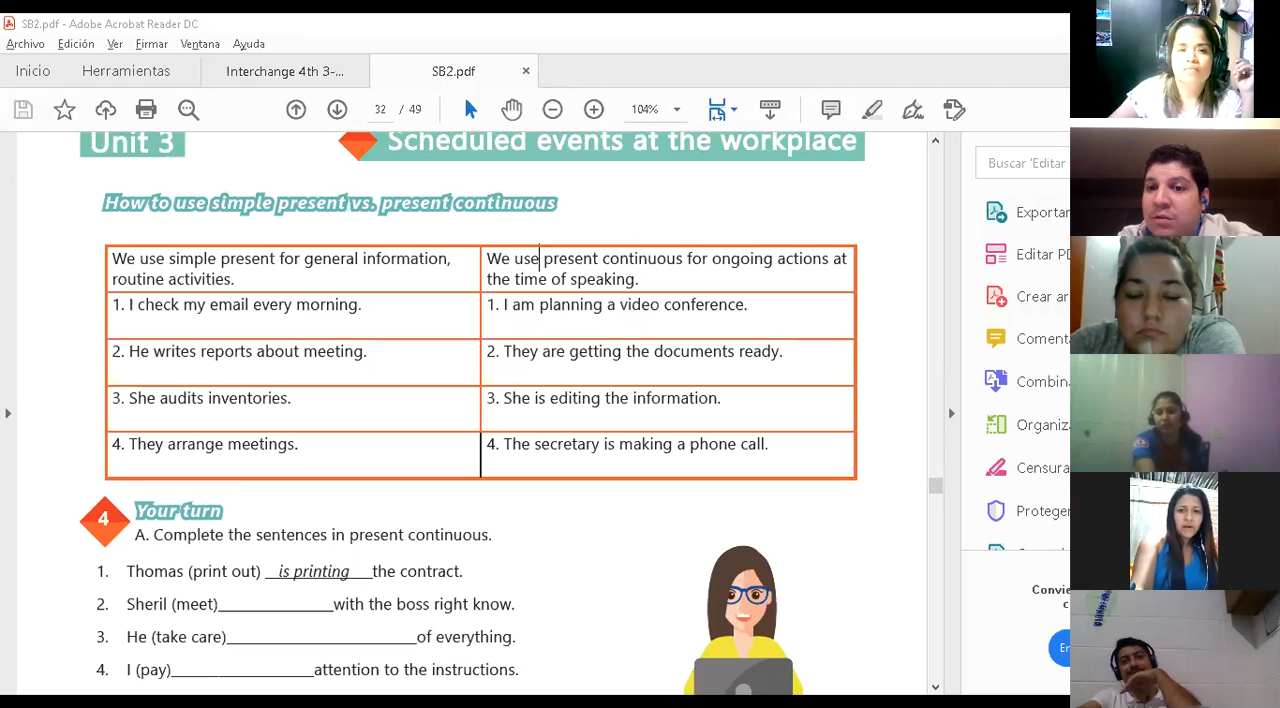 SB2.pdf - Adobe Acrobat Reader DC
Archivo Edición Ver Firmar Ventana Ayuda
Inicio Herramientas Interchange 4th 3-... SB2.pdf ×
32 / 49 104%
Unit 3 Scheduled events at the workplace
Buscar 'Editar
How to use simple present vs. present continuous
Exportar
Editar PD
Crear ar
Comenta
Combin
Organiz
Censura
Proteger
Convie
c
En
We use simple present for general information,
routine activities.
We use present continuous for ongoing actions at
the time of speaking.
1. I check my email every morning.
1. I am planning a video conference.
2. He writes reports about meeting.
2. They are getting the documents ready.
3. She audits inventories.
3. She is editing the information.
4. They arrange meetings.
4. The secretary is making a phone call.
4 Your turn
A. Complete the sentences in present continuous.
1. Thomas (print out) __is printing___the contract.
2. Sheril (meet)______________with the boss right know.
3. He (take care)_______________________of everything.
4. I (pay)_________________attention to the instructions.